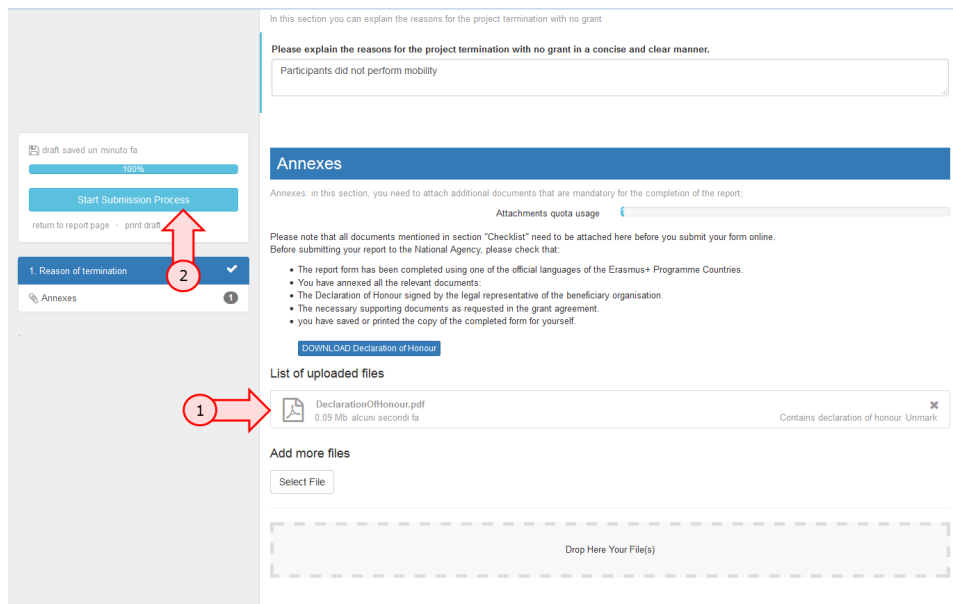 In this section you can explain the reasons for the project termination with no grant
Please explain the reasons for the project termination with no grant in a concise and clear manner.
Participants did not perform mobility
draft saved un minuto fa
100%
Start Submission Process
return to report page - print draft
2
1. Reason of termination
Annexes
1
Annexes
Annexes: in this section, you need to attach additional documents that are mandatory for the completion of the report;
Attachments quota usage
Please note that all documents mentioned in section "Checklist" need to be attached here before you submit your form online.
Before submitting your report to the National Agency, please check that:
• The report form has been completed using one of the official languages of the Erasmus+ Programme Countries.
• You have annexed all the relevant documents:
• The Declaration of Honour signed by the legal representative of the beneficiary organisation.
• The necessary supporting documents as requested in the grant agreement.
• you have saved or printed the copy of the completed form for yourself.
DOWNLOAD Declaration of Honour
List of uploaded files
1
DeclarationOfHonour.pdf
0.09 Mb alcuni secondi fa
Contains declaration of honour Unmark
Add more files
Select File
Drop Here Your File(s)